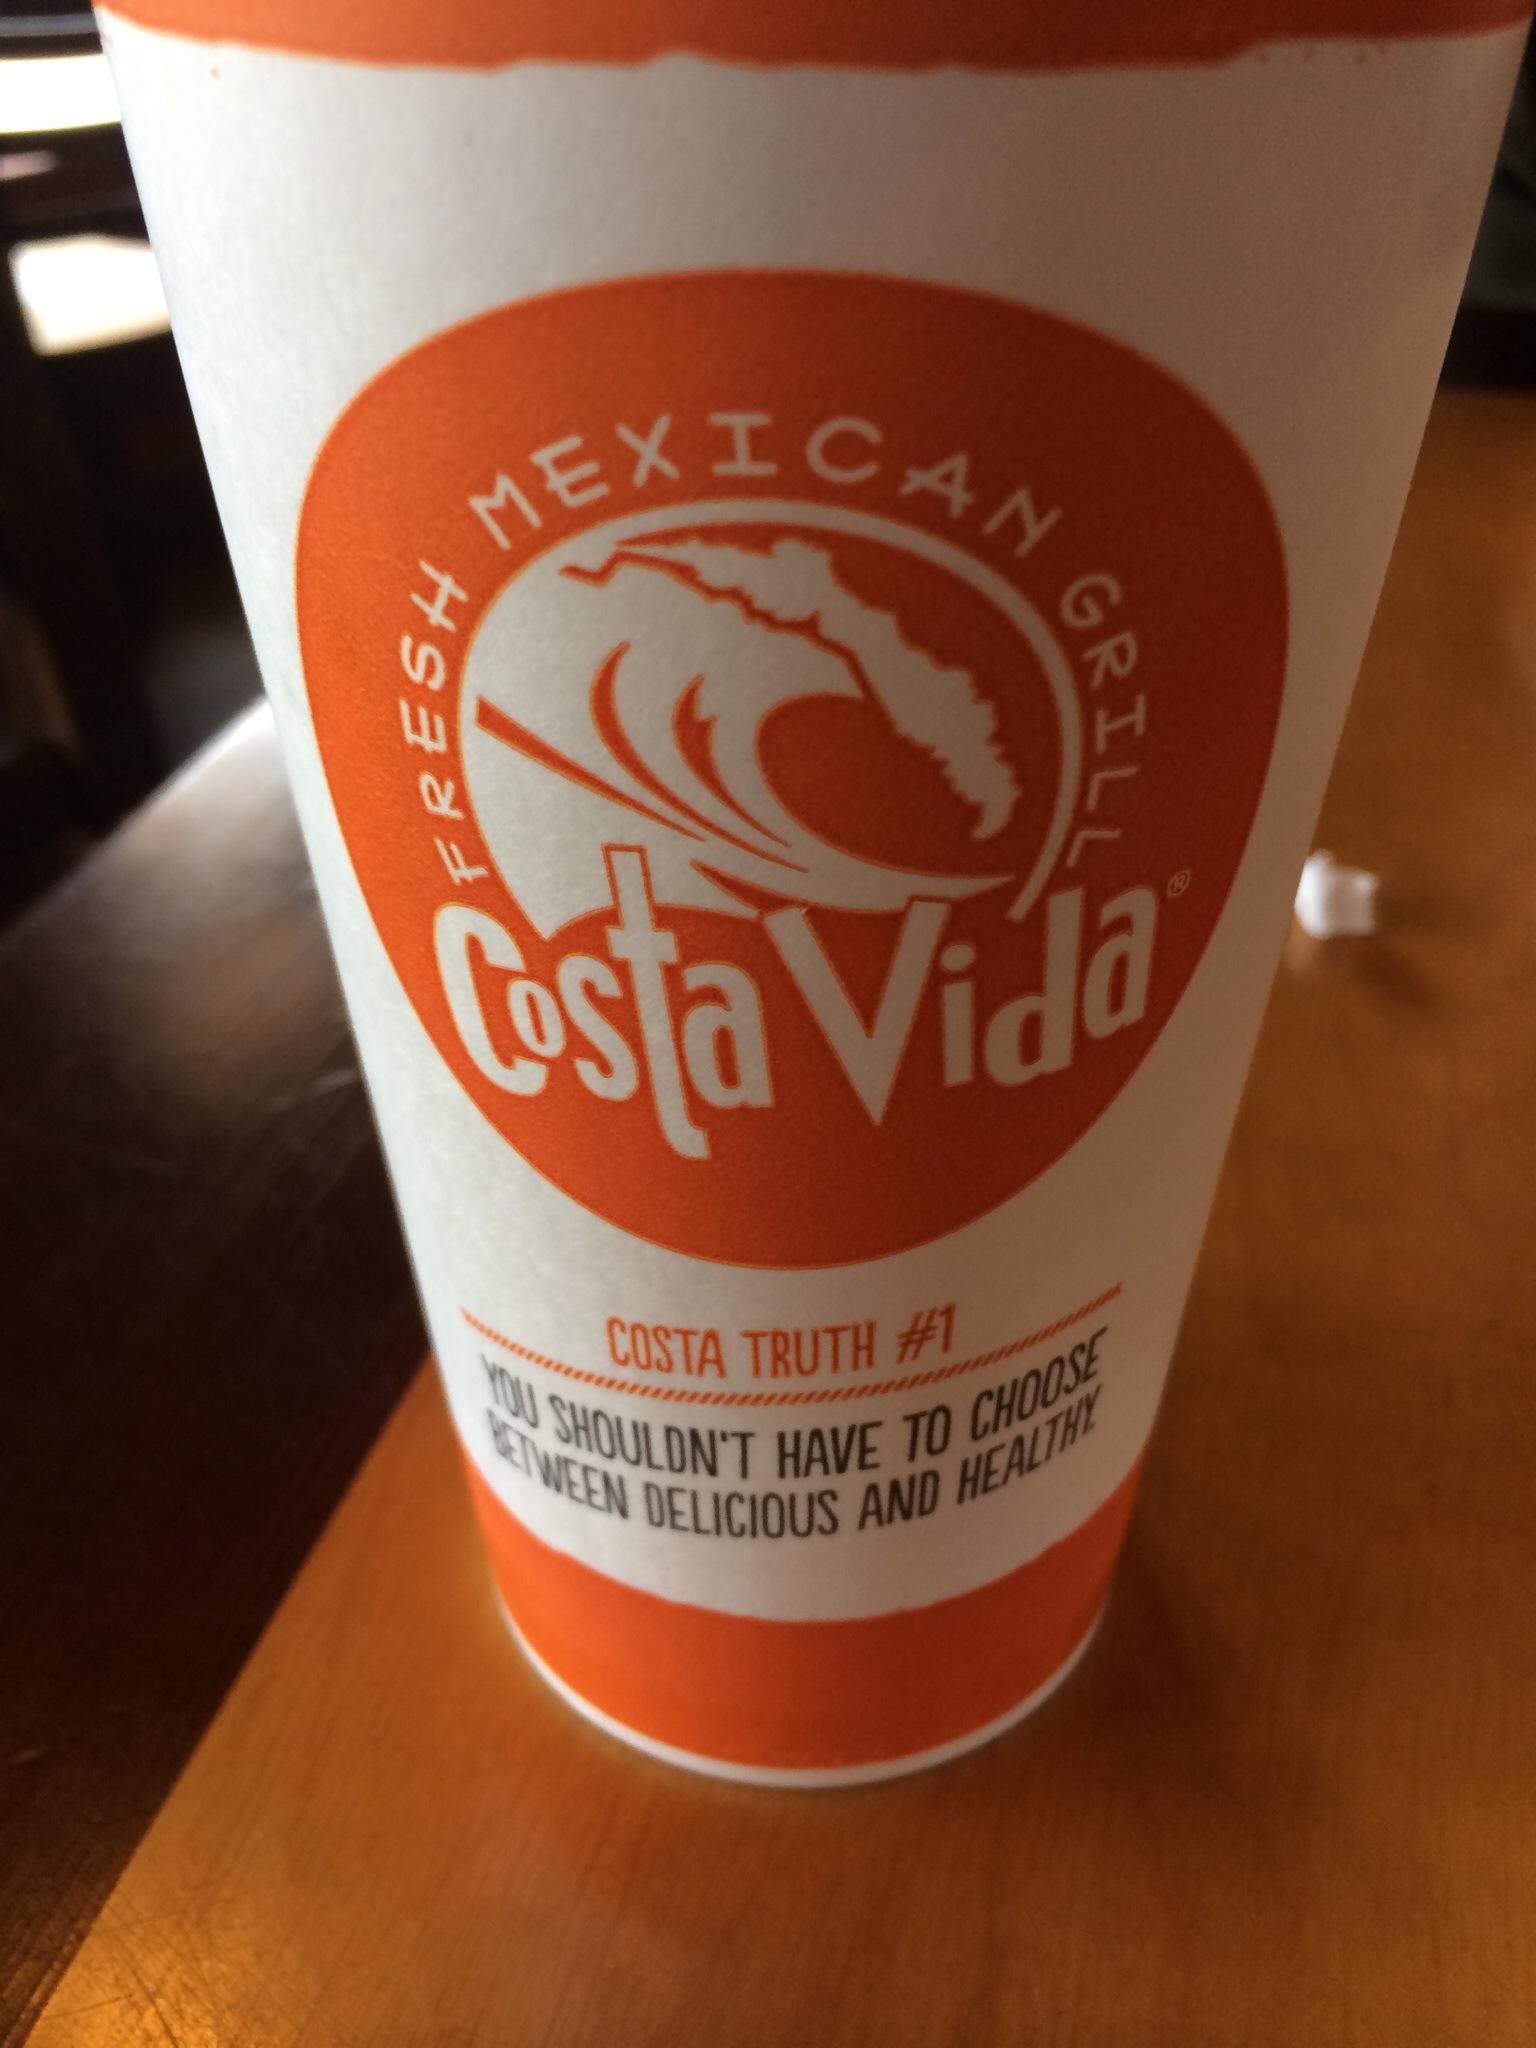 FRESH MEXICAN GRILL
Costa Vida®
COSTA TRUTH #1
YOU SHOULDN'T HAVE TO CHOOSE
BETWEEN DELICIOUS AND HEALTHY.